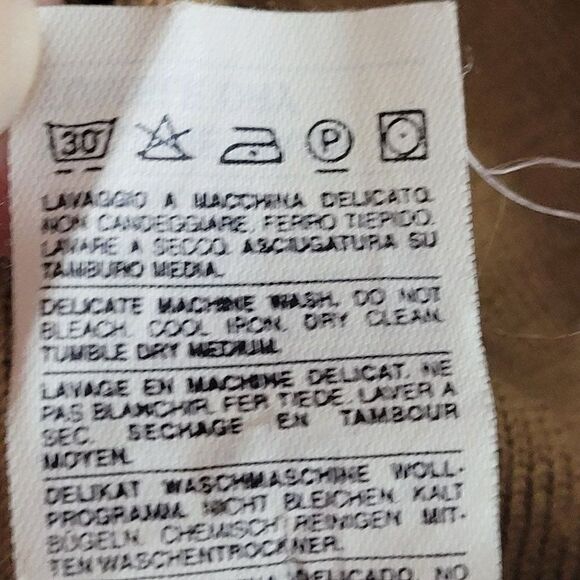 30
P
LAVAGGIO A MACCHINA DELICATO.
NON CANDEGGIARE. FERRO TIEPIDO.
LAVARE A SECCO. ASCIUGATURA SU
TAMBURO MEDIA.
DELICATE MACHINE WASH. DO NOT
BLEACH. COOL IRON. DRY CLEAN.
TUMBLE DRY MEDIUM.
LAVAGE EN MACHINE DELICAT. NE
PAS BLANCHIR. FER TIEDE. LAVER A
SEC. SECHAGE EN TAMBOUR
MOYEN.
DELIKAT WASCHMASCHINE WOLL-
PROGRAMM. NICHT BLEICHEN. KALT
BÜGELN. CHEMISCH REINIGEN MIT-
TEN WASCHENTROCKNER.
DELICADO. NO